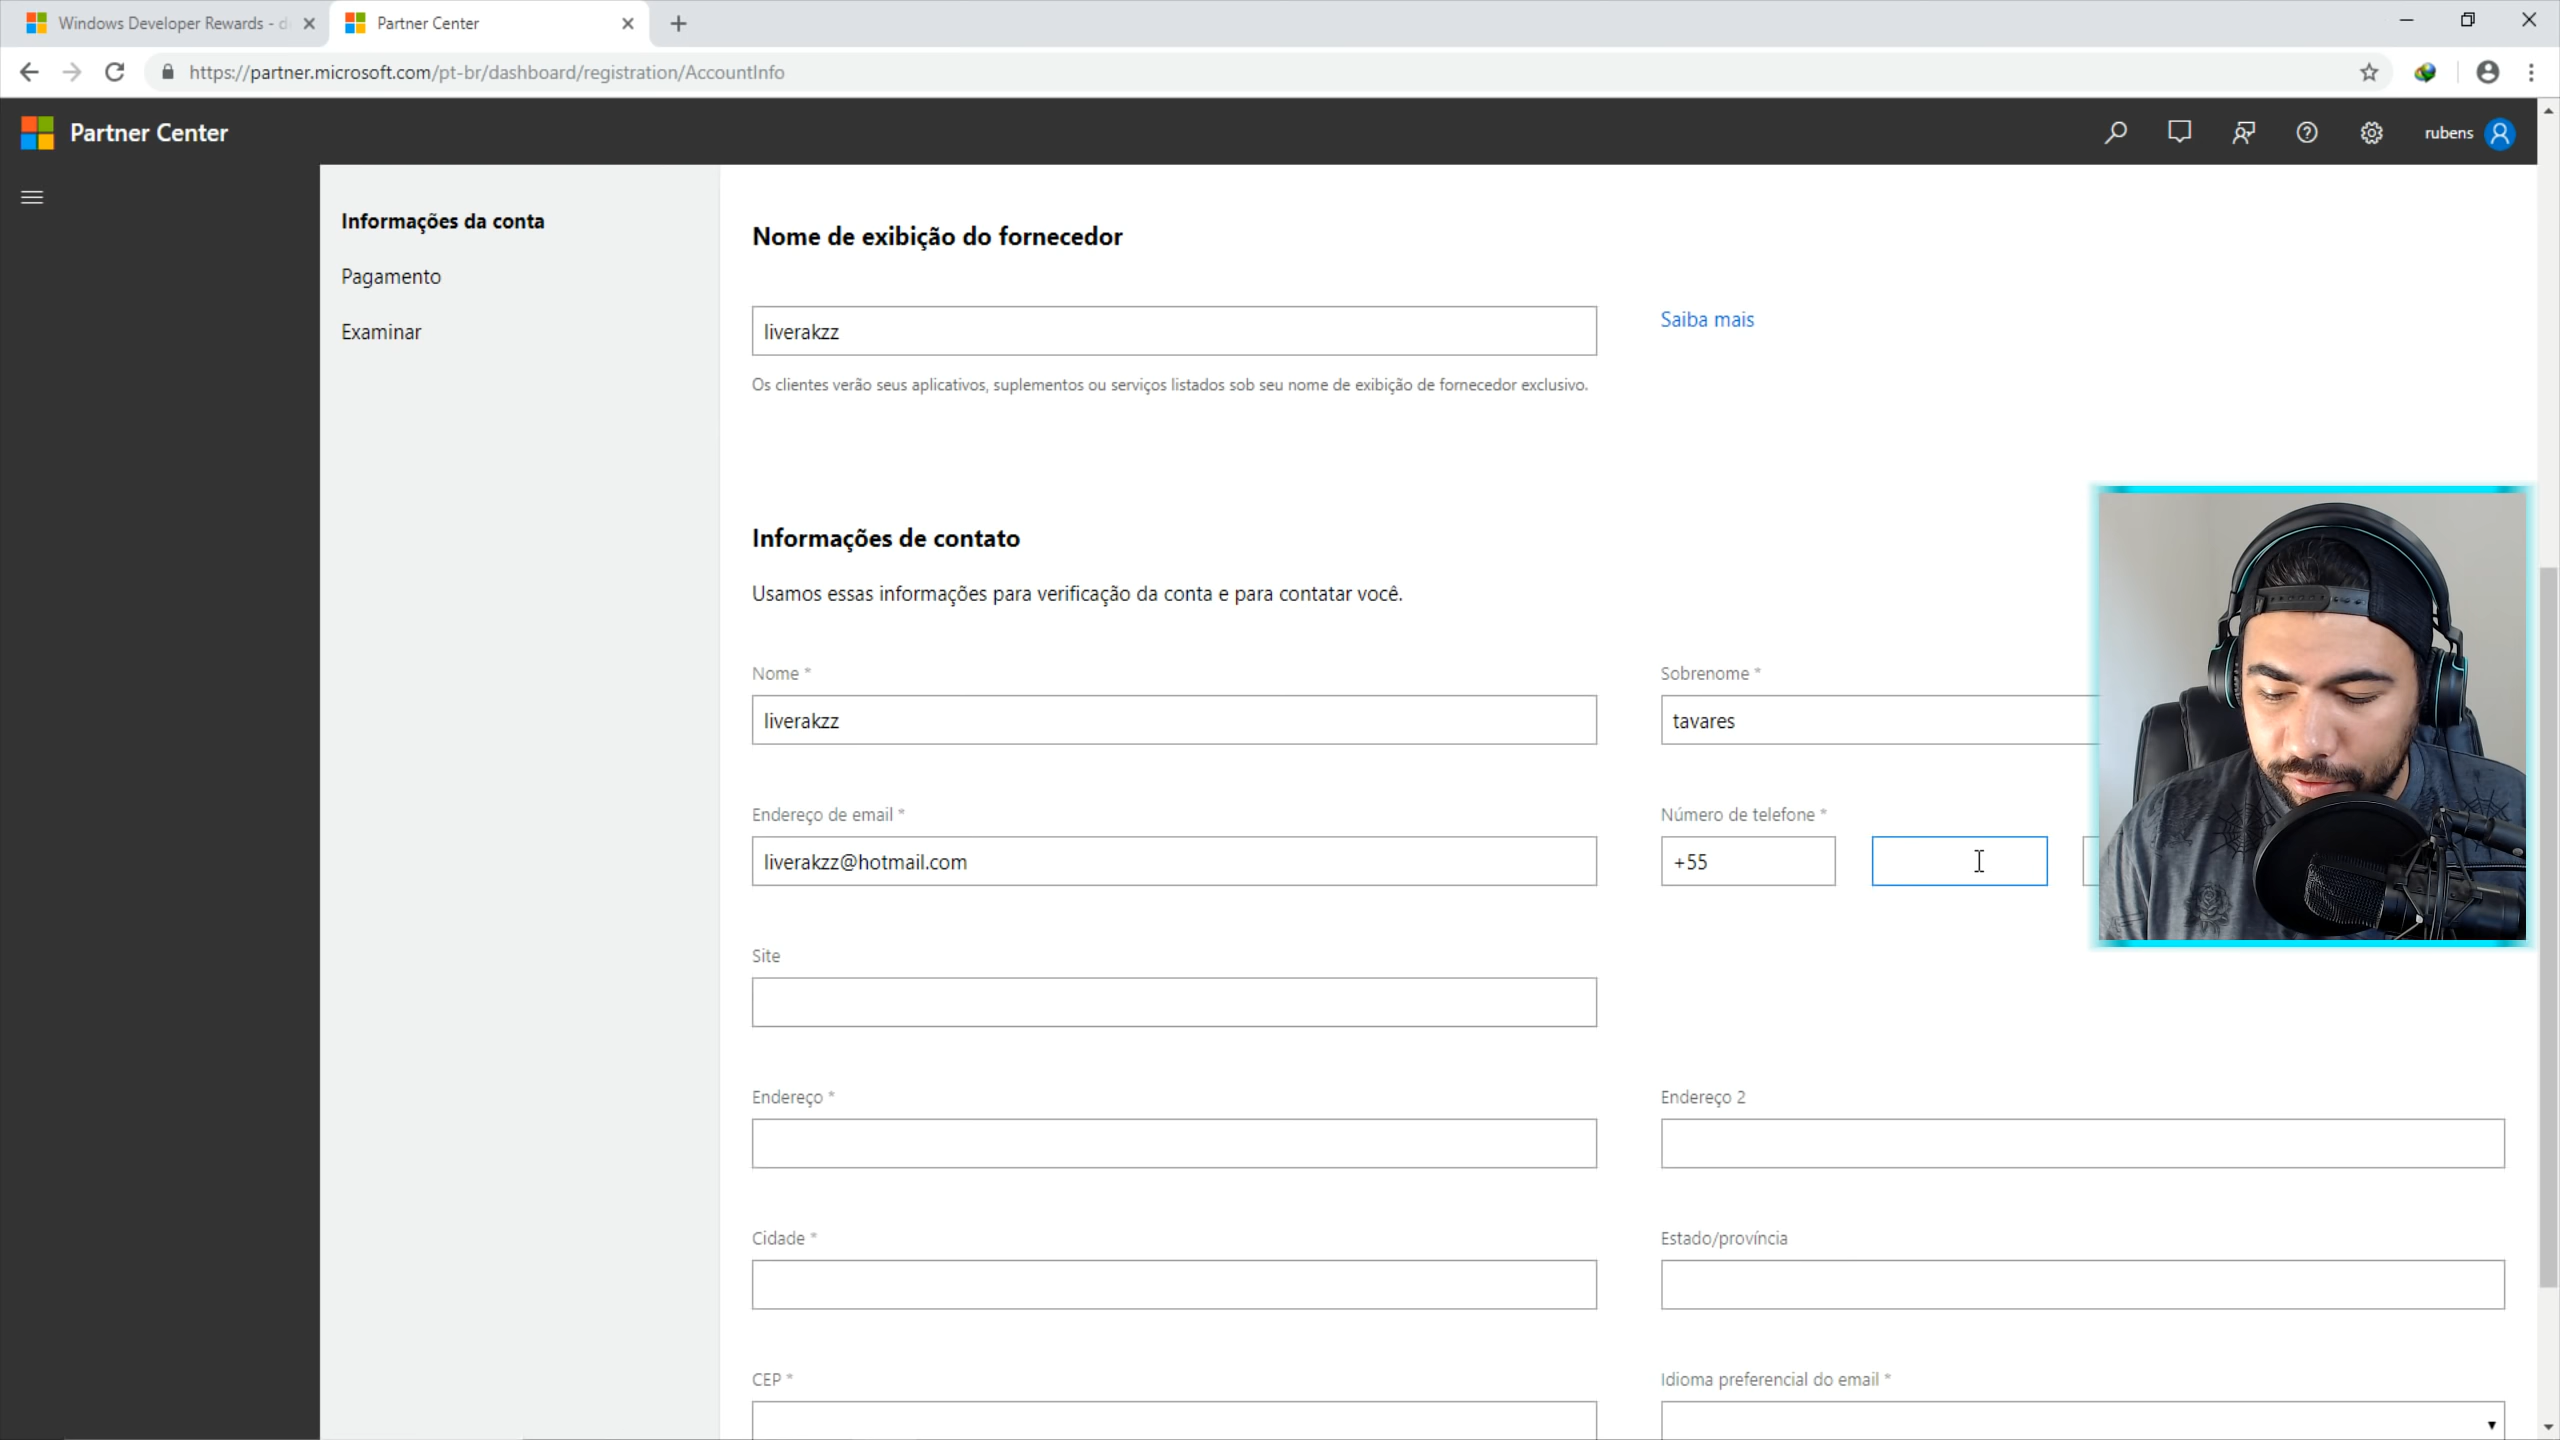 Windows Developer Rewards - d
Partner Center
https://partner.microsoft.com/pt-br/dashboard/registration/AccountInfo
Partner Center
rubens
Informações da conta
Pagamento
Examinar
Nome de exibição do fornecedor
liverakzz
Saiba mais
Os clientes verão seus aplicativos, suplementos ou serviços listados sob seu nome de exibição de fornecedor exclusivo.
Informações de contato
Usamos essas informações para verificação da conta e para contatar você.
Nome *
Sobrenome *
liverakzz
tavares
Endereço de email *
Número de telefone *
liverakzz@hotmail.com
+55
Site
Endereço *
Endereço 2
Cidade *
Estado/província
CEP *
Idioma preferencial do email *